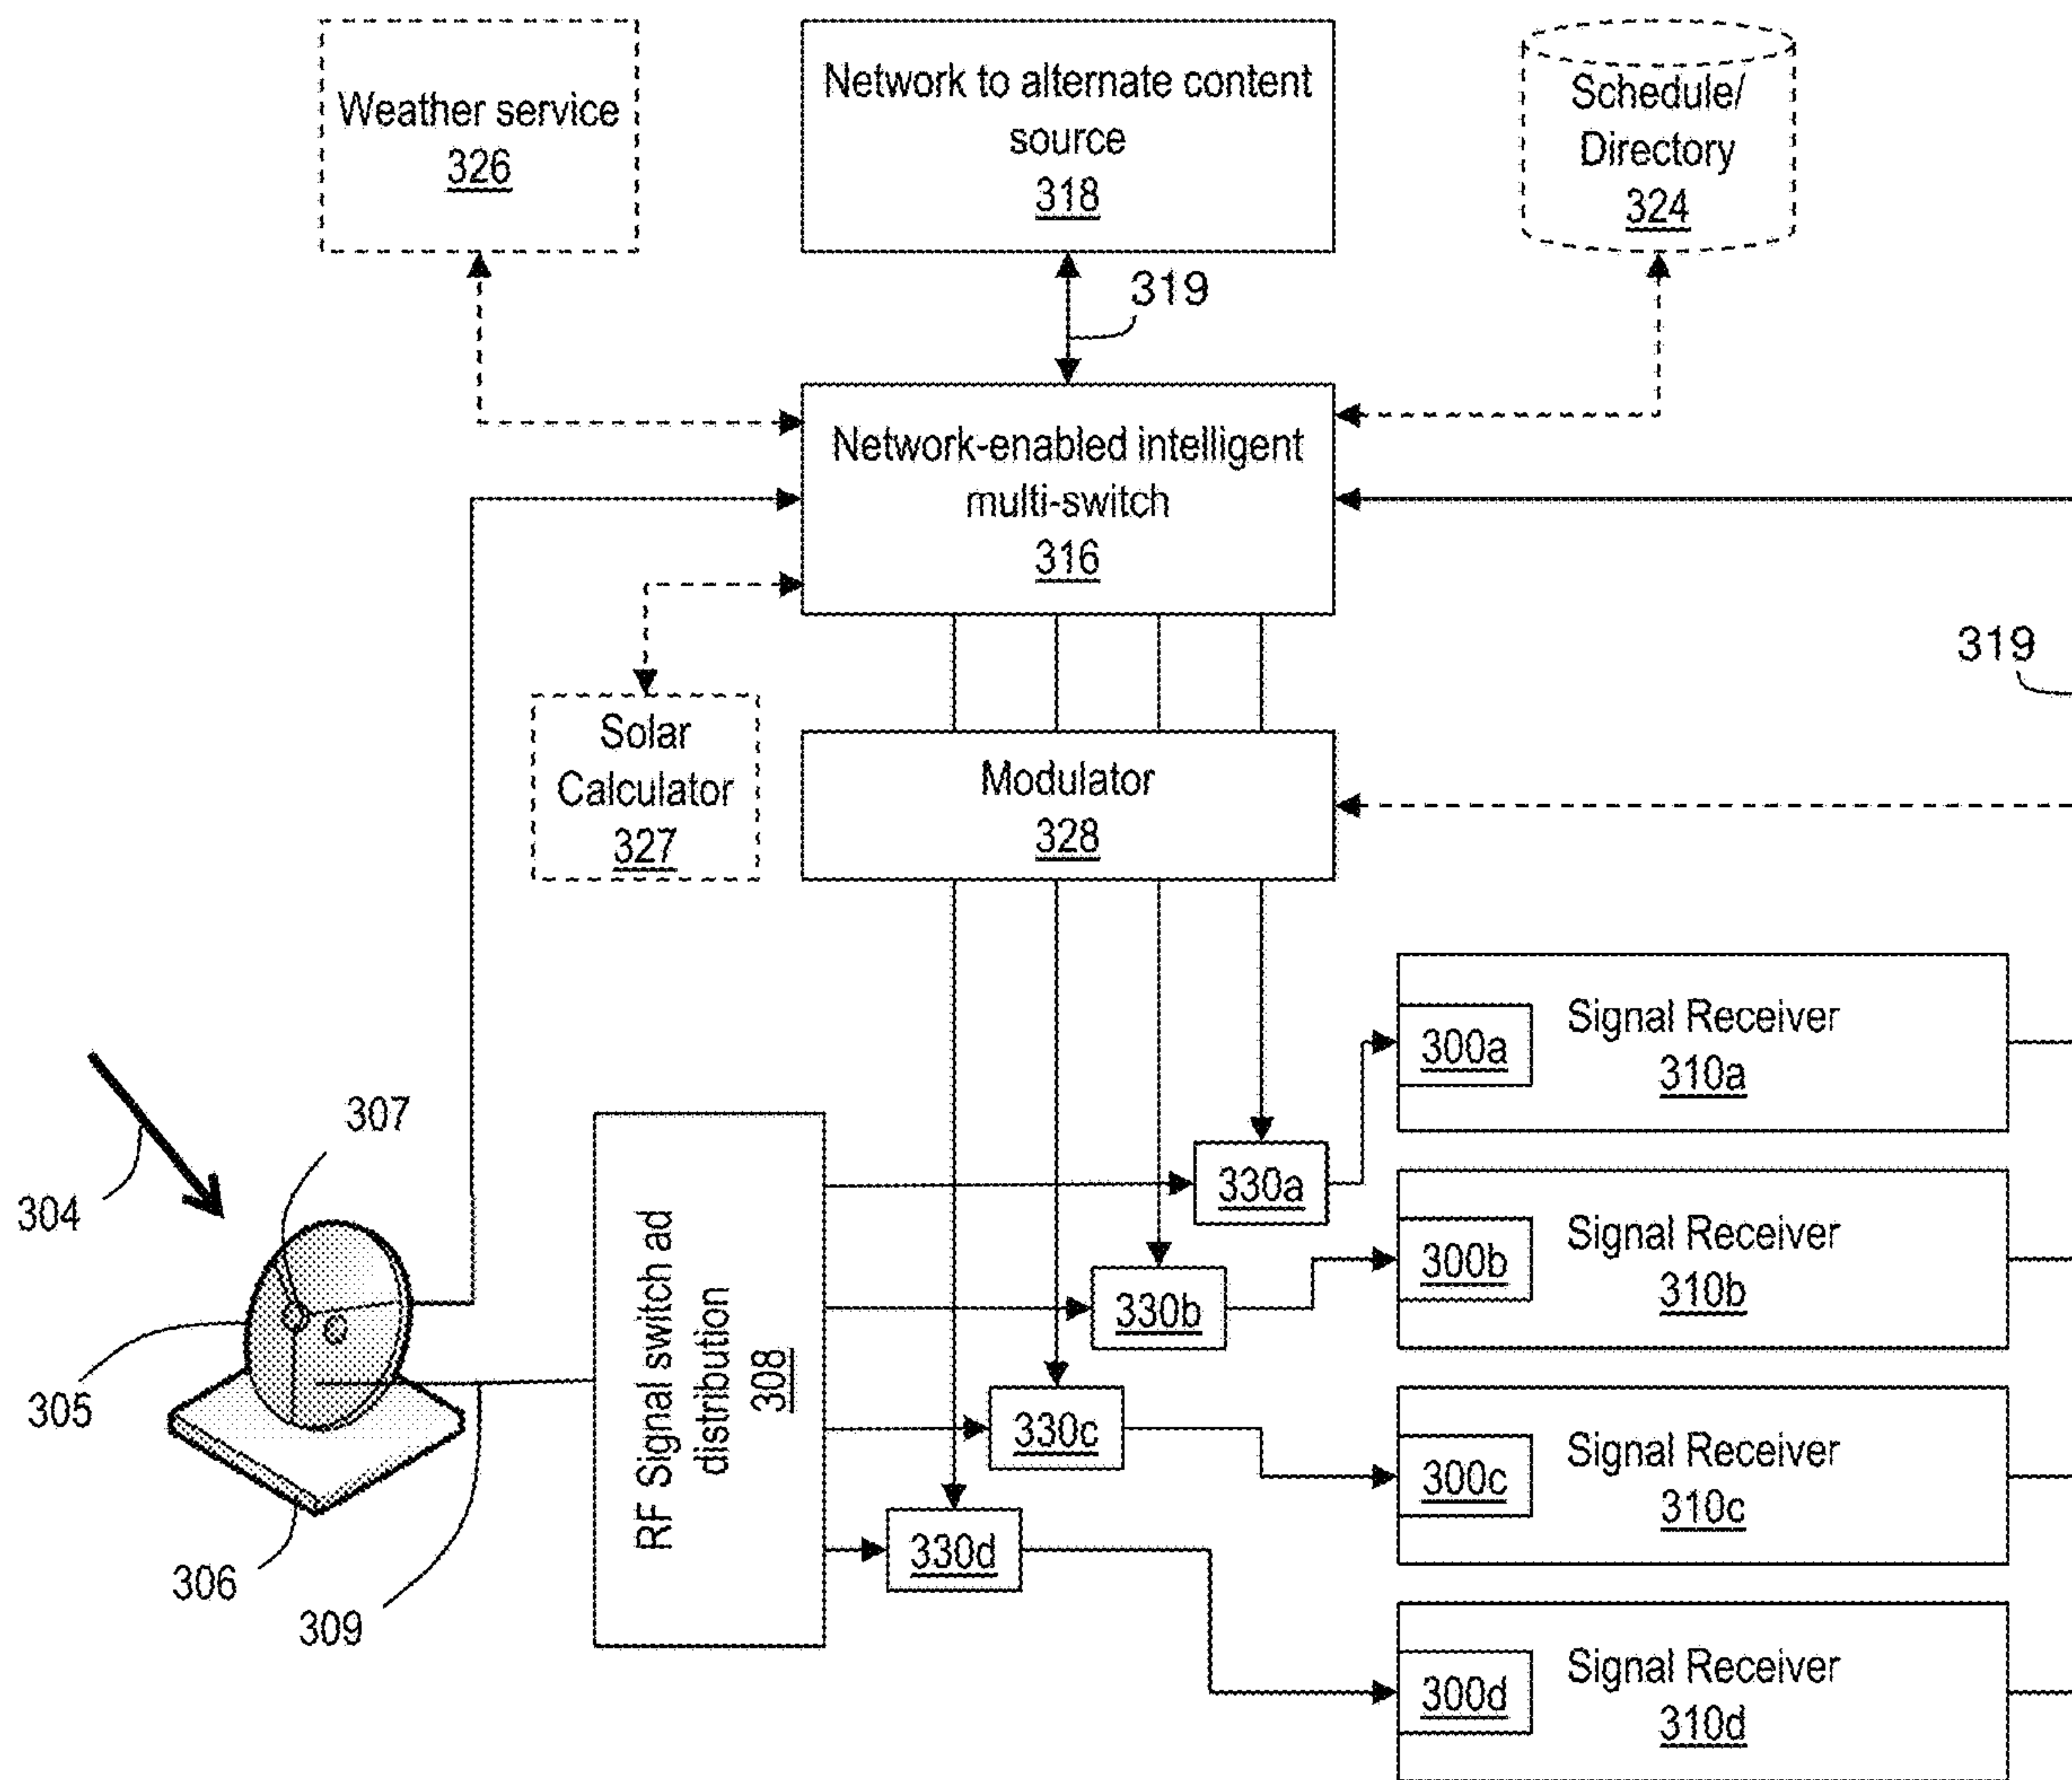 Weather service
326
Network to alternate content
source
318
Schedule/
Directory
324
319
Network-enabled intelligent
multi-switch
316
319
Solar
Calculator
327
Modulator
328
304
307
305
306
309
RF Signal switch ad
distribution
308
330a
330b
330c
330d
300a
Signal Receiver
310a
300b
Signal Receiver
310b
300c
Signal Receiver
310c
300d
Signal Receiver
310d